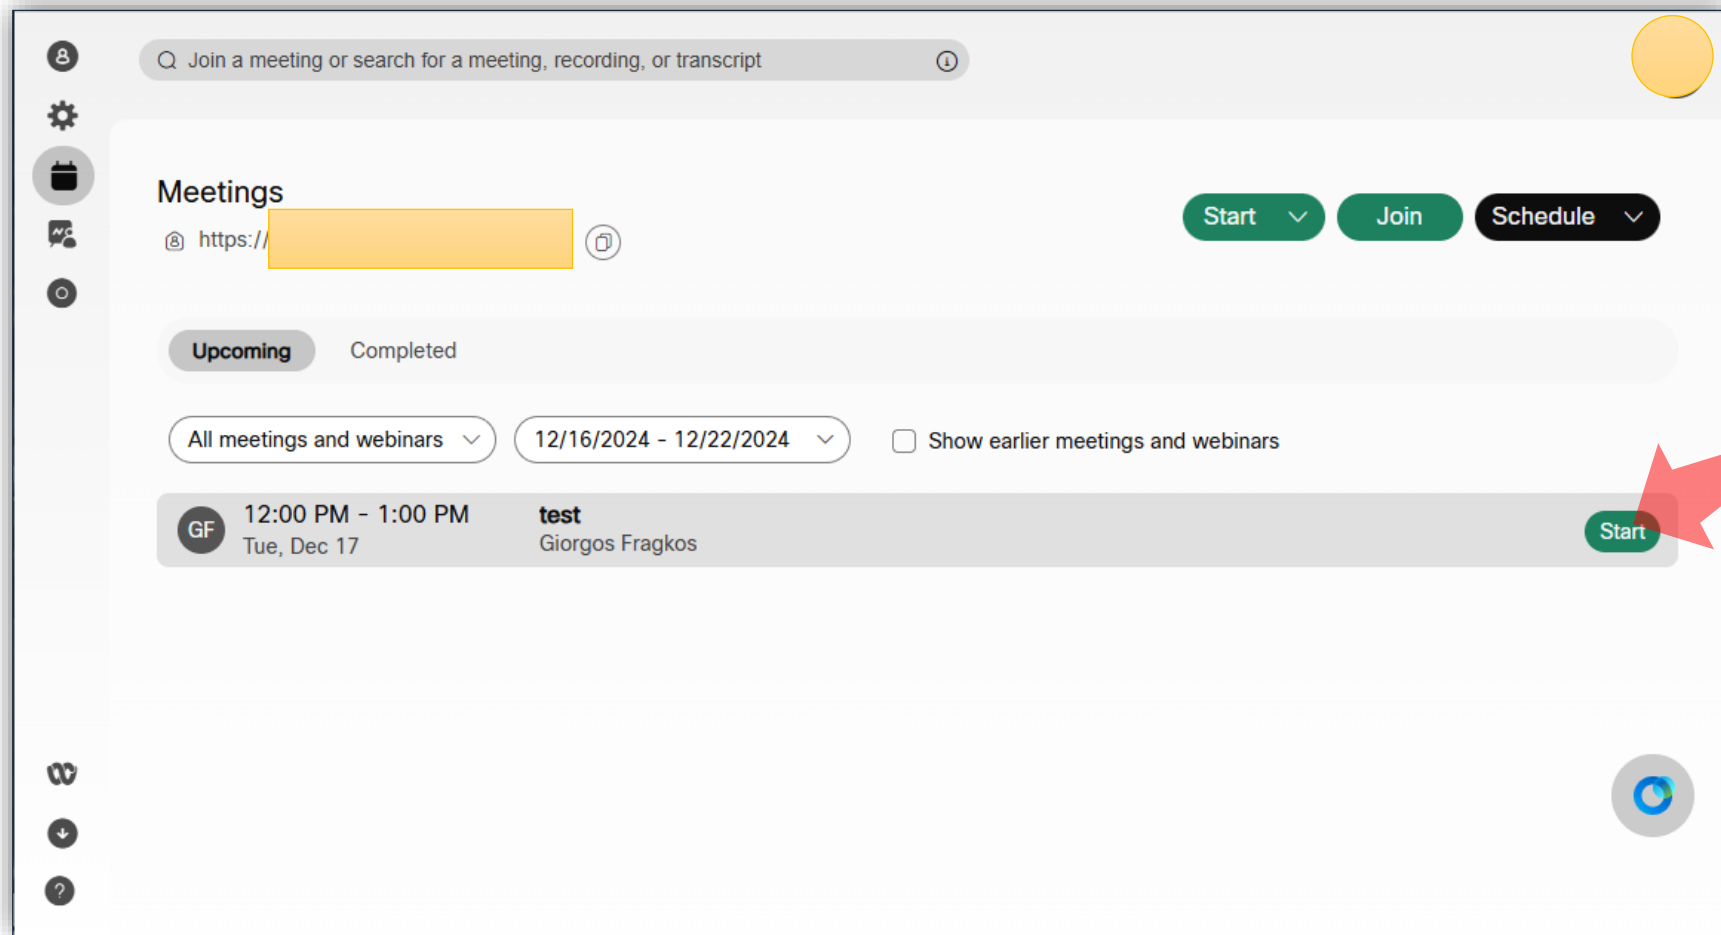 Join a meeting or search for a meeting, recording, or transcript
Meetings
https://
Start
Join
Schedule
Upcoming
Completed
All meetings and webinars
12/16/2024 - 12/22/2024
Show earlier meetings and webinars
GF
12:00 PM - 1:00 PM
Tue, Dec 17
test
Giorgos Fragkos
Start